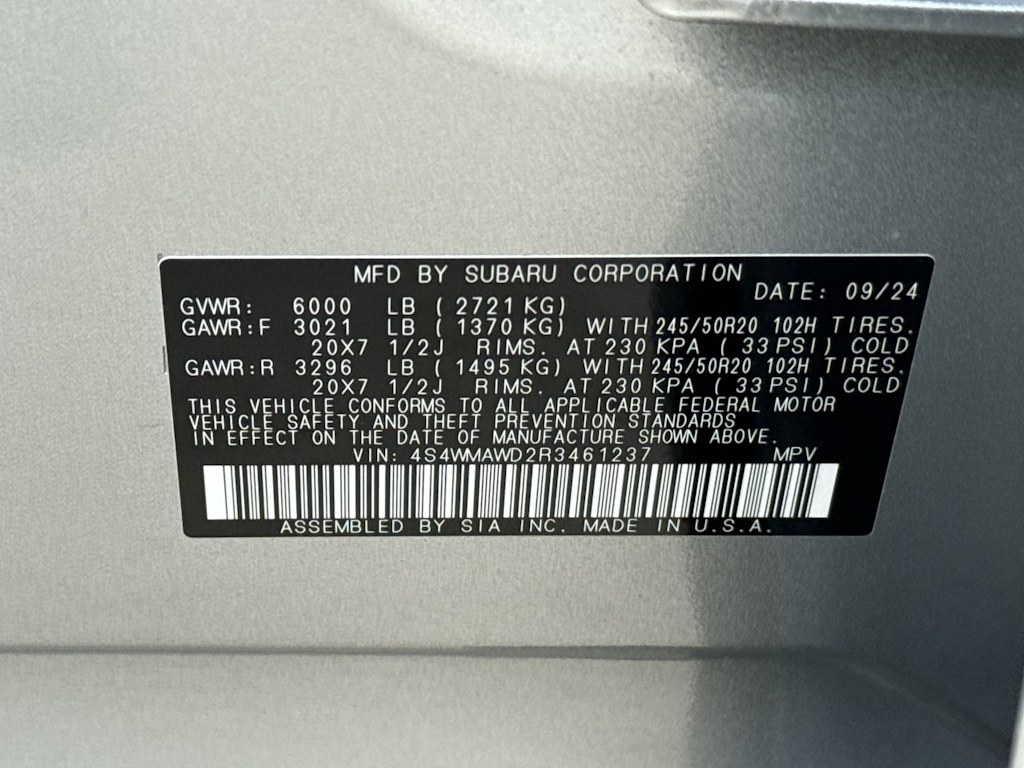 MFD BY SUBARU CORPORATION
DATE: 09/24
GVWR: 6000 LB ( 2721 KG)
GAWR:F 3021 LB ( 1370 KG) WITH 245/50R20 102H TIRES.
20X7 1/2J RIMS. AT 230 KPA ( 33 PSI) COLD
GAWR:R 3296 LB ( 1495 KG) WITH 245/50R20 102H TIRES.
20X7 1/2J RIMS. AT 230 KPA ( 33 PSI) COLD
THIS VEHICLE CONFORMS TO ALL APPLICABLE FEDERAL MOTOR
VEHICLE SAFETY AND THEFT PREVENTION STANDARDS
IN EFFECT ON THE DATE OF MANUFACTURE SHOWN ABOVE.
VIN: 4S4WMAWD2R3461237 MPV
ASSEMBLED BY SIA INC. MADE IN U.S.A.